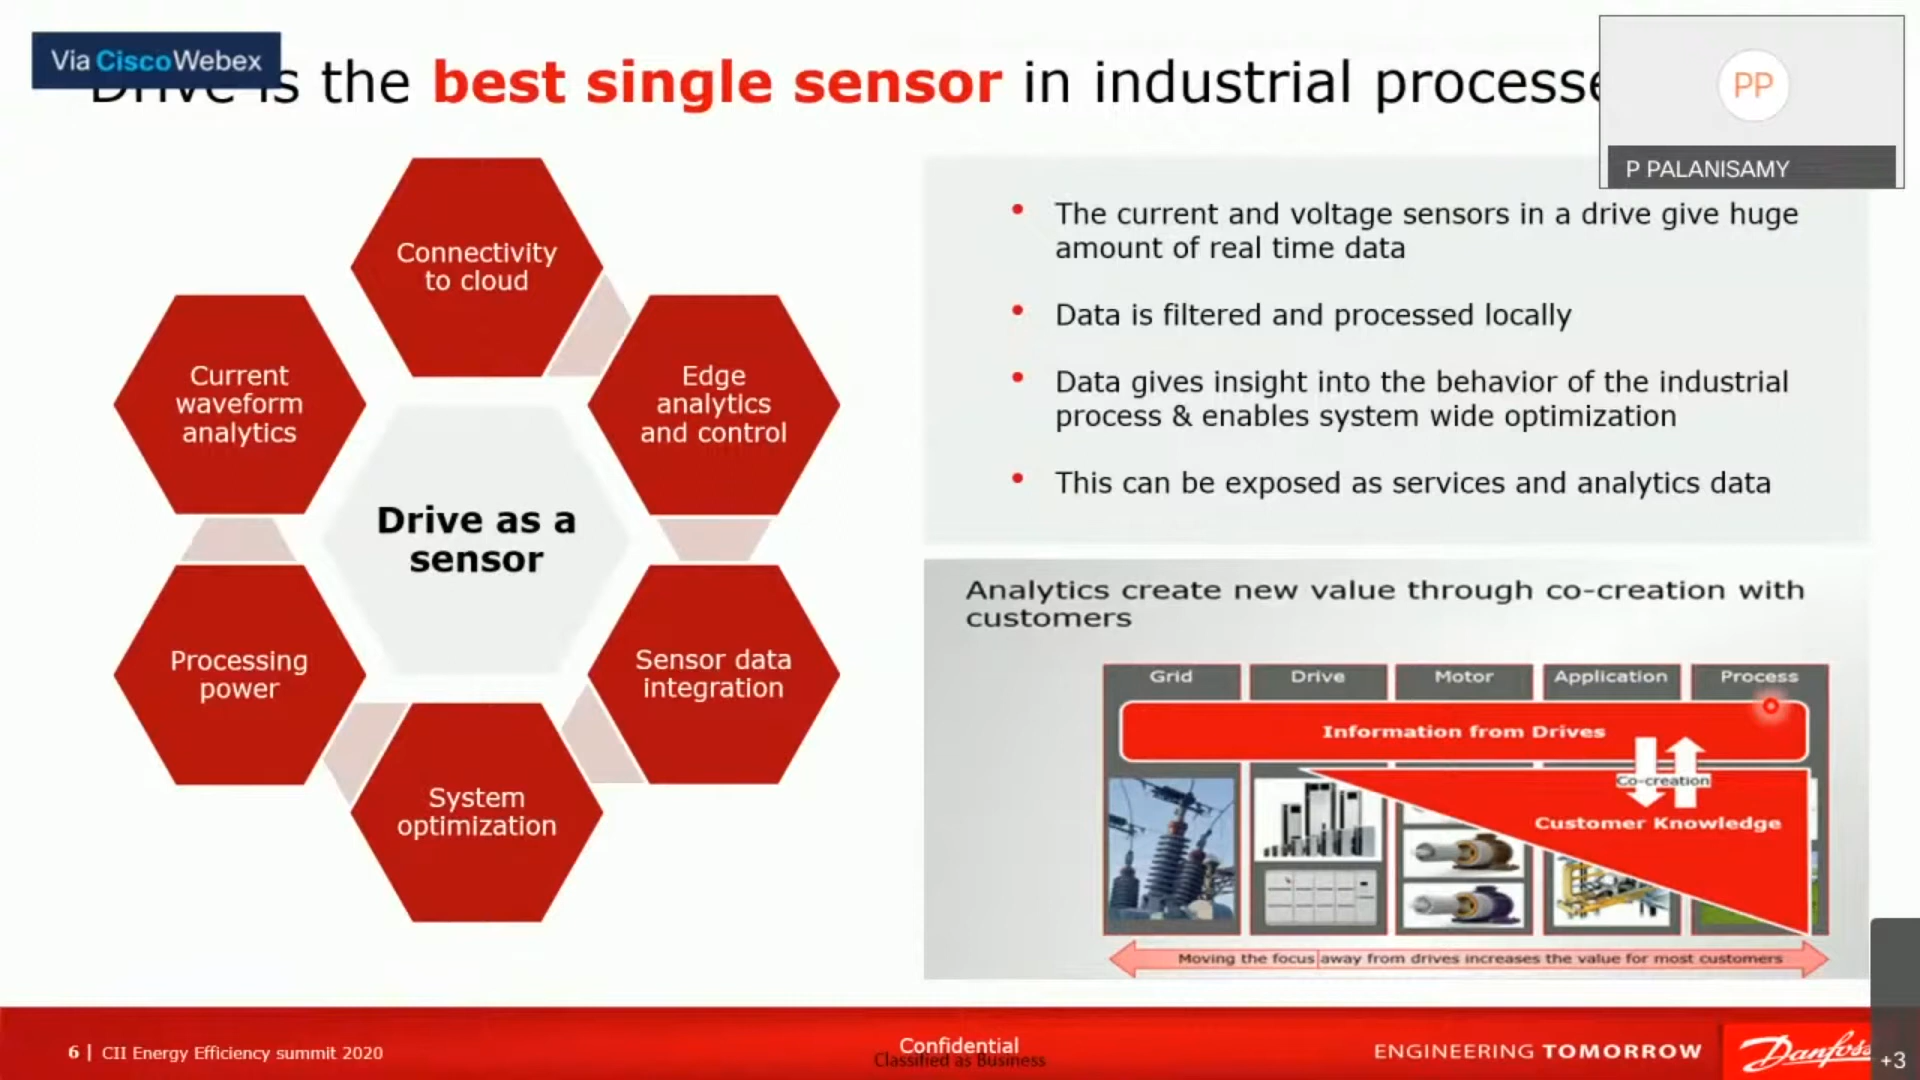 Via CiscoWebex
is the best single sensor in industrial
PP
P PALANISAMY
Connectivity
to cloud
Current
waveform
analytics
Edge
analytics
and control
Drive as a
sensor
Processing
power
Sensor data
integration
System
optimization
• The current and voltage sensors in a drive give huge
amount of real time data
• Data is filtered and processed locally
• Data gives insight into the behavior of the industrial
process & enables system wide optimization
• This can be exposed as services and analytics data
Analytics create new value through co-creation with
customers
Grid Drive Motor Application Process
Information from Drives
Co-creation
Customer Knowledge
Moving the focus away from drives increases the value for most customers
6 | CII Energy Efficiency summit 2020
Confidential
Classified as Business
ENGINEERING TOMORROW
Danfoss
+3